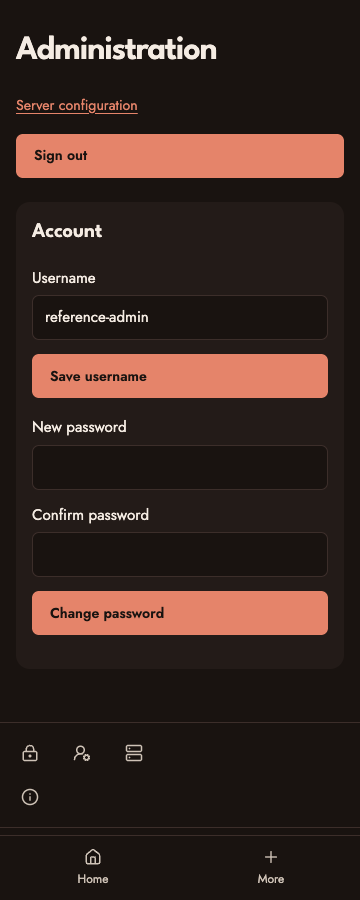 Administration
Server configuration
Sign out
Account
Username
reference-admin
Save username
New password
Confirm password
Change password
Home
More